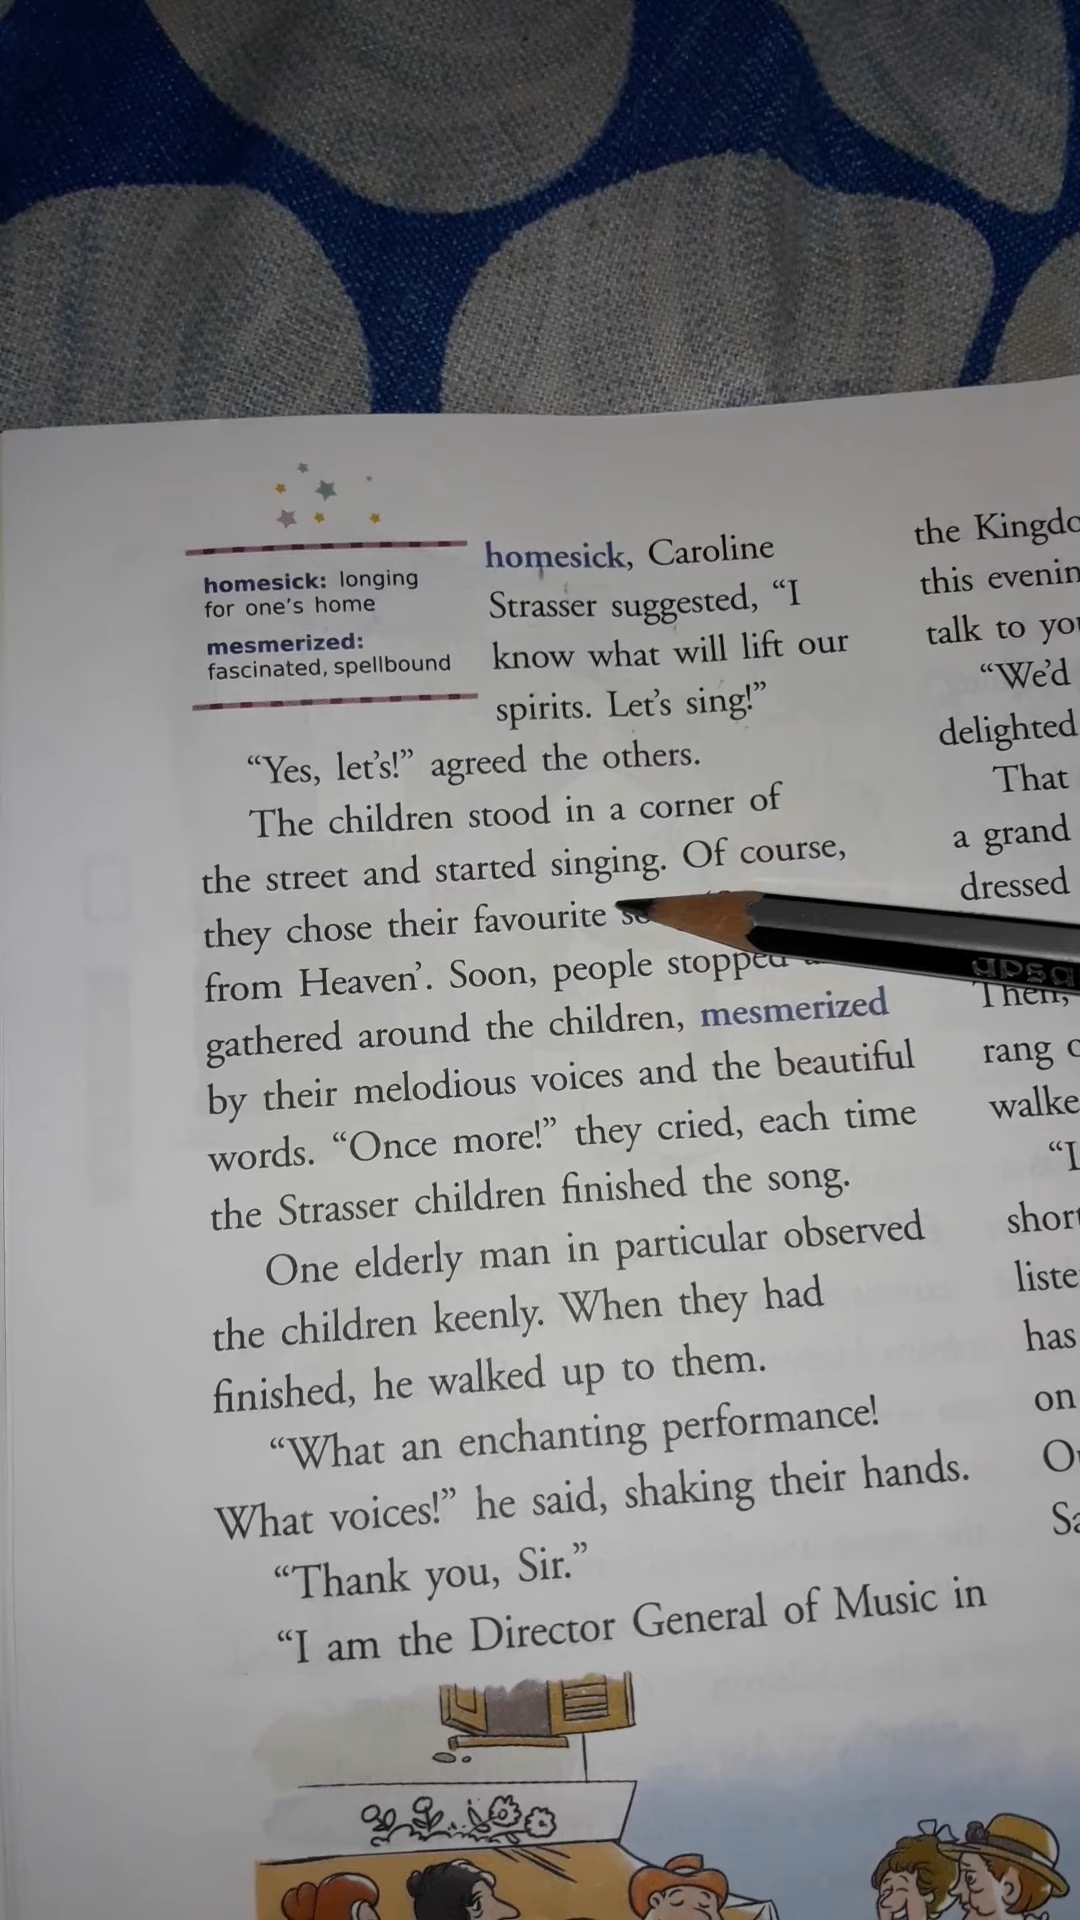 homesick: longing
for one's home
mesmerized:
fascinated, spellbound
homesick, Caroline
Strasser suggested, “I
know what will lift our
spirits. Let's sing!”
“Yes, let's!” agreed the others.
The children stood in a corner of
the street and started singing. Of course,
they chose their favourite
from Heaven’. Soon, people stopped
gathered around the children, mesmerized
by their melodious voices and the beautiful
words. “Once more!” they cried, each time
the Strasser children finished the song.
One elderly man in particular observed
the children keenly. When they had
finished, he walked up to them.
“What an enchanting performance!
What voices!” he said, shaking their hands.
“Thank you, Sir.”
“I am the Director General of Music in
the
this
talk to
“We’d
delighted
That
a grand
dressed
apsa
Then,
rang
has
on